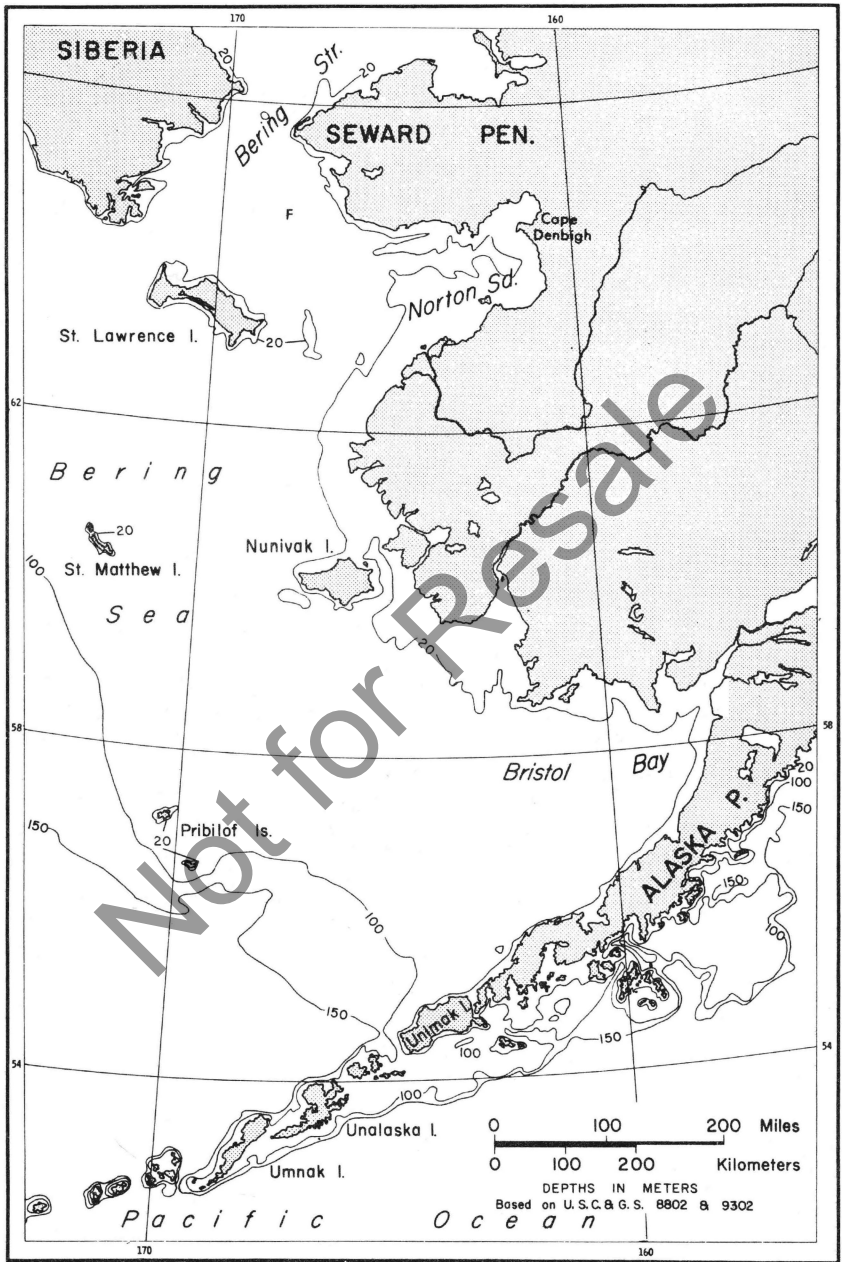 170
160
SIBERIA
20
Bering Str.
20
SEWARD PEN.
F
Cape
Denbigh
Norton Sd.
St. Lawrence I.
20
62
62
Bering
20
100
St. Matthew I.
Nunivak I.
Sea
20
58
58
Bristol Bay
20
100
150
150
Pribilof Is.
20
ALASKA P.
150
100
100
150
Unimak I.
150
100
54
54
100
Unalaska I.
0 100 200 Miles
0 100 200 Kilometers
Umnak I.
DEPTHS IN METERS
Based on U.S.C.& G.S. 8802 & 9302
Pacific Ocean
170
160
Not for Resale